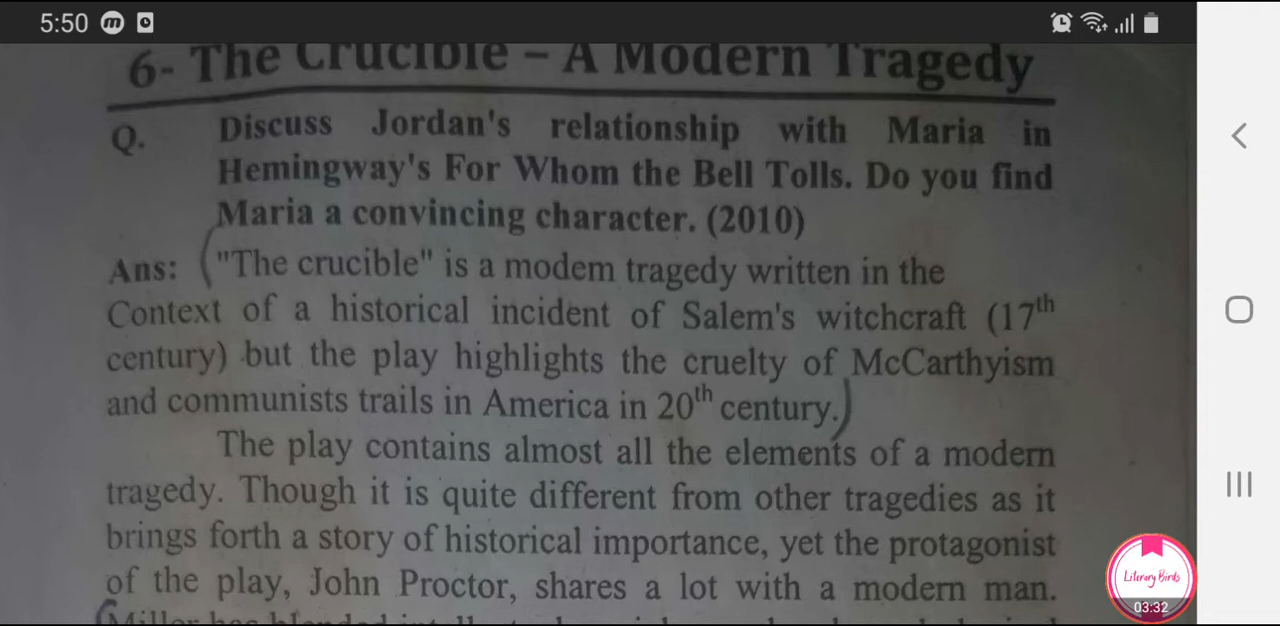 5:50
6- The Crucible – A Modern Tragedy
Q. Discuss Jordan's relationship with Maria in
Hemingway's For Whom the Bell Tolls. Do you find
Maria a convincing character. (2010)
Ans: "The crucible" is a modem tragedy written in the
Context of a historical incident of Salem's witchcraft (17th
century) but the play highlights the cruelty of McCarthyism
and communists trails in America in 20th century.
The play contains almost all the elements of a modern
tragedy. Though it is quite different from other tragedies as it
brings forth a story of historical importance, yet the protagonist
of the play, John Proctor, shares a lot with a modern man.
Miller has blended
Literary Birds
03:32